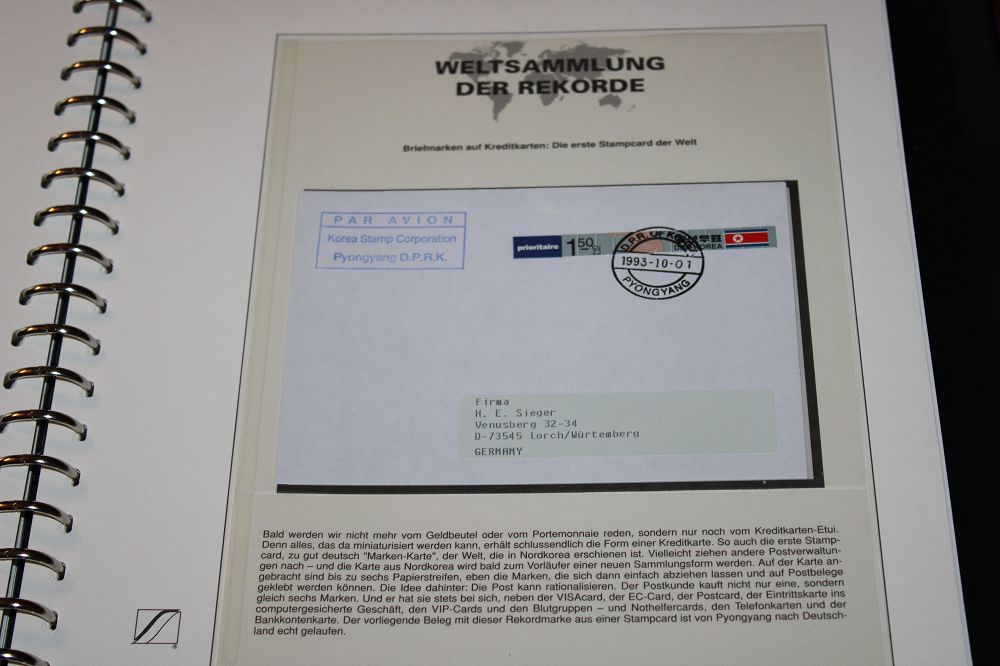 WELTSAMMLUNG
DER REKORDE
Briefmarken auf Kreditkarten: Die erste Stampcard der Welt
PAR AVION
Korea Stamp Corporation
Pyongyang D.P.R.K.
prioritaire
1.50
D.P.R. OF KOREA
1993-10-01
PYONGYANG
Firma
H. E. Sieger
Venusberg 32-34
D-73545 Lorch/Würtemberg
GERMANY
Bald werden wir nicht mehr vom Geldbeutel oder vom Portemonnaie reden, sondern nur noch vom Kreditkarten-Etui.
Denn alles, das da miniaturisiert werden kann, erhält schlussendlich die Form einer Kreditkarte. So auch die erste Stamp-
card, zu gut deutsch "Marken-Karte", der Welt, die in Nordkorea erschienen ist. Vielleicht ziehen andere Postverwaltun-
gen nach – und die Karte aus Nordkorea wird bald zum Vorläufer einer neuen Sammlungsform werden. Auf der Karte an-
gebracht sind bis zu sechs Papierstreifen, eben die Marken, die sich dann einfach abziehen lassen und auf Postbelege
geklebt werden können. Die Idee dahinter: Die Post kann rationalisieren. Der Postkunde kauft nicht nur eine, sondern
gleich sechs Marken. Und er hat sie stets bei sich, neben der VISAcard, der EC-Card, der Postcard, der Eintrittskarte ins
computergesicherte Geschäft, den VIP-Cards und den Blutgruppen – und Nothelfercards, den Telefonkarten und der
Bankkontenkarte. Der vorliegende Beleg mit dieser Rekordmarke aus einer Stampcard ist von Pyongyang nach Deutsch-
land echt gelaufen.